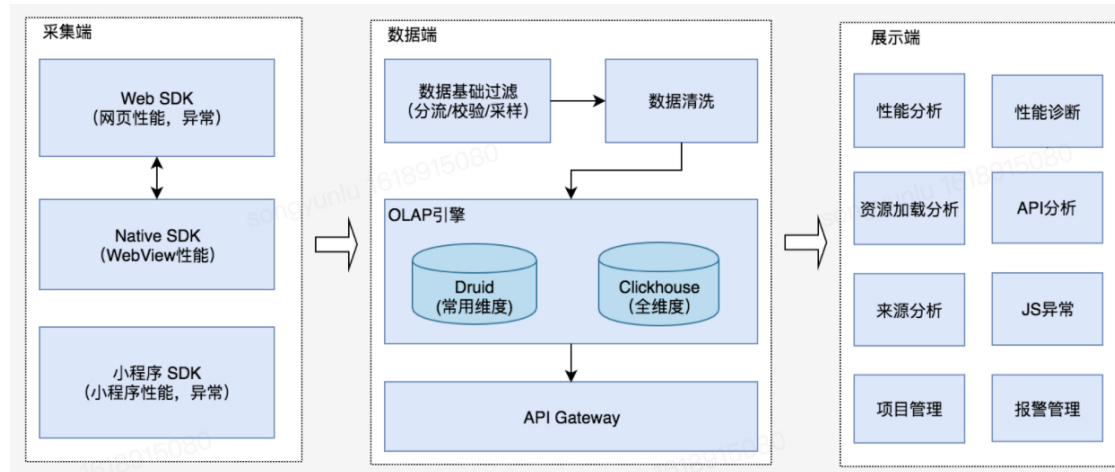 采集端
Web SDK
（网页性能，异常）
Native SDK
（WebView性能）
小程序 SDK
（小程序性能，异常）
数据端
数据基础过滤
（分流/校验/采样）
数据清洗
OLAP引擎
Druid
（常用维度）
Clickhouse
（全维度）
API Gateway
展示端
性能分析
性能诊断
资源加载分析
API分析
来源分析
JS异常
项目管理
报警管理
songyunlu 1618915080
songyunlu 1618915080
1618915080